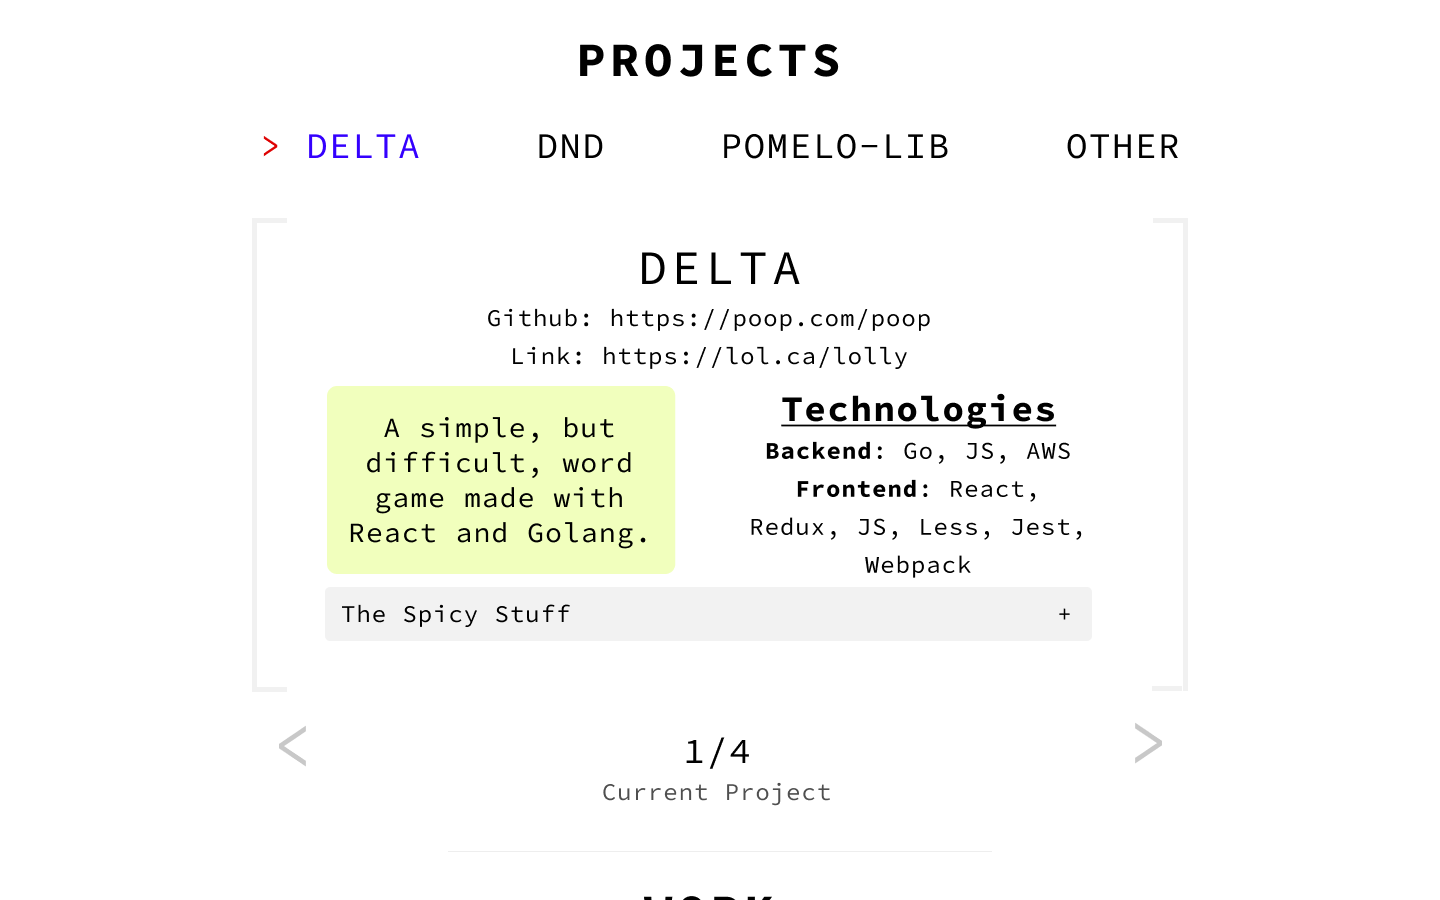 PROJECTS
> DELTA DND POMELO-LIB OTHER
DELTA
Github: https://poop.com/poop
Link: https://lol.ca/lolly
A simple, but
difficult, word
game made with
React and Golang.
Technologies
Backend: Go, JS, AWS
Frontend: React,
Redux, JS, Less, Jest,
Webpack
The Spicy Stuff +
< 1/4 >
Current Project
WORK